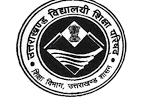 उत्तराखण्ड विद्यालयी शिक्षा परिषद
शिक्षा विभाग, उत्तराखण्ड शासन